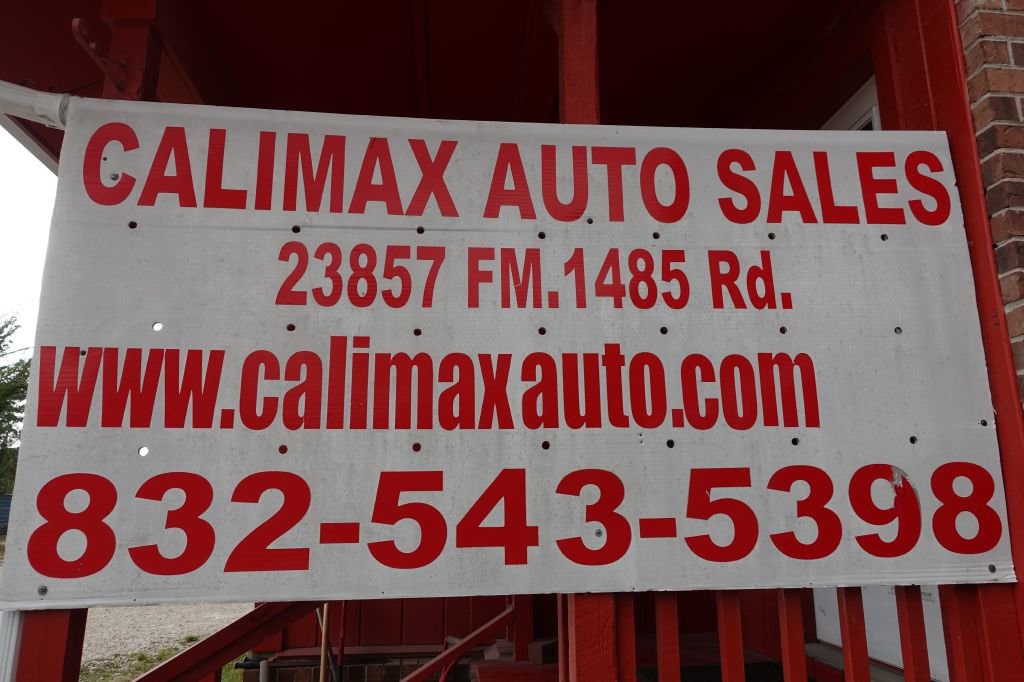 CALIMAX AUTO SALES
23857 FM.1485 Rd.
www.calimaxauto.com
832-543-5398